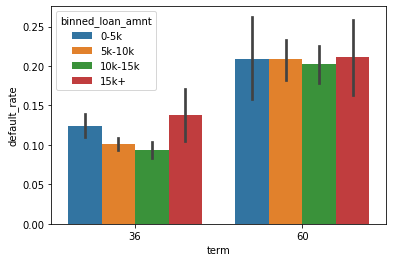 binned_loan_amnt
0-5k
5k-10k
10k-15k
15k+
default_rate
0.25
0.20
0.15
0.10
0.05
0.00
36
60
term